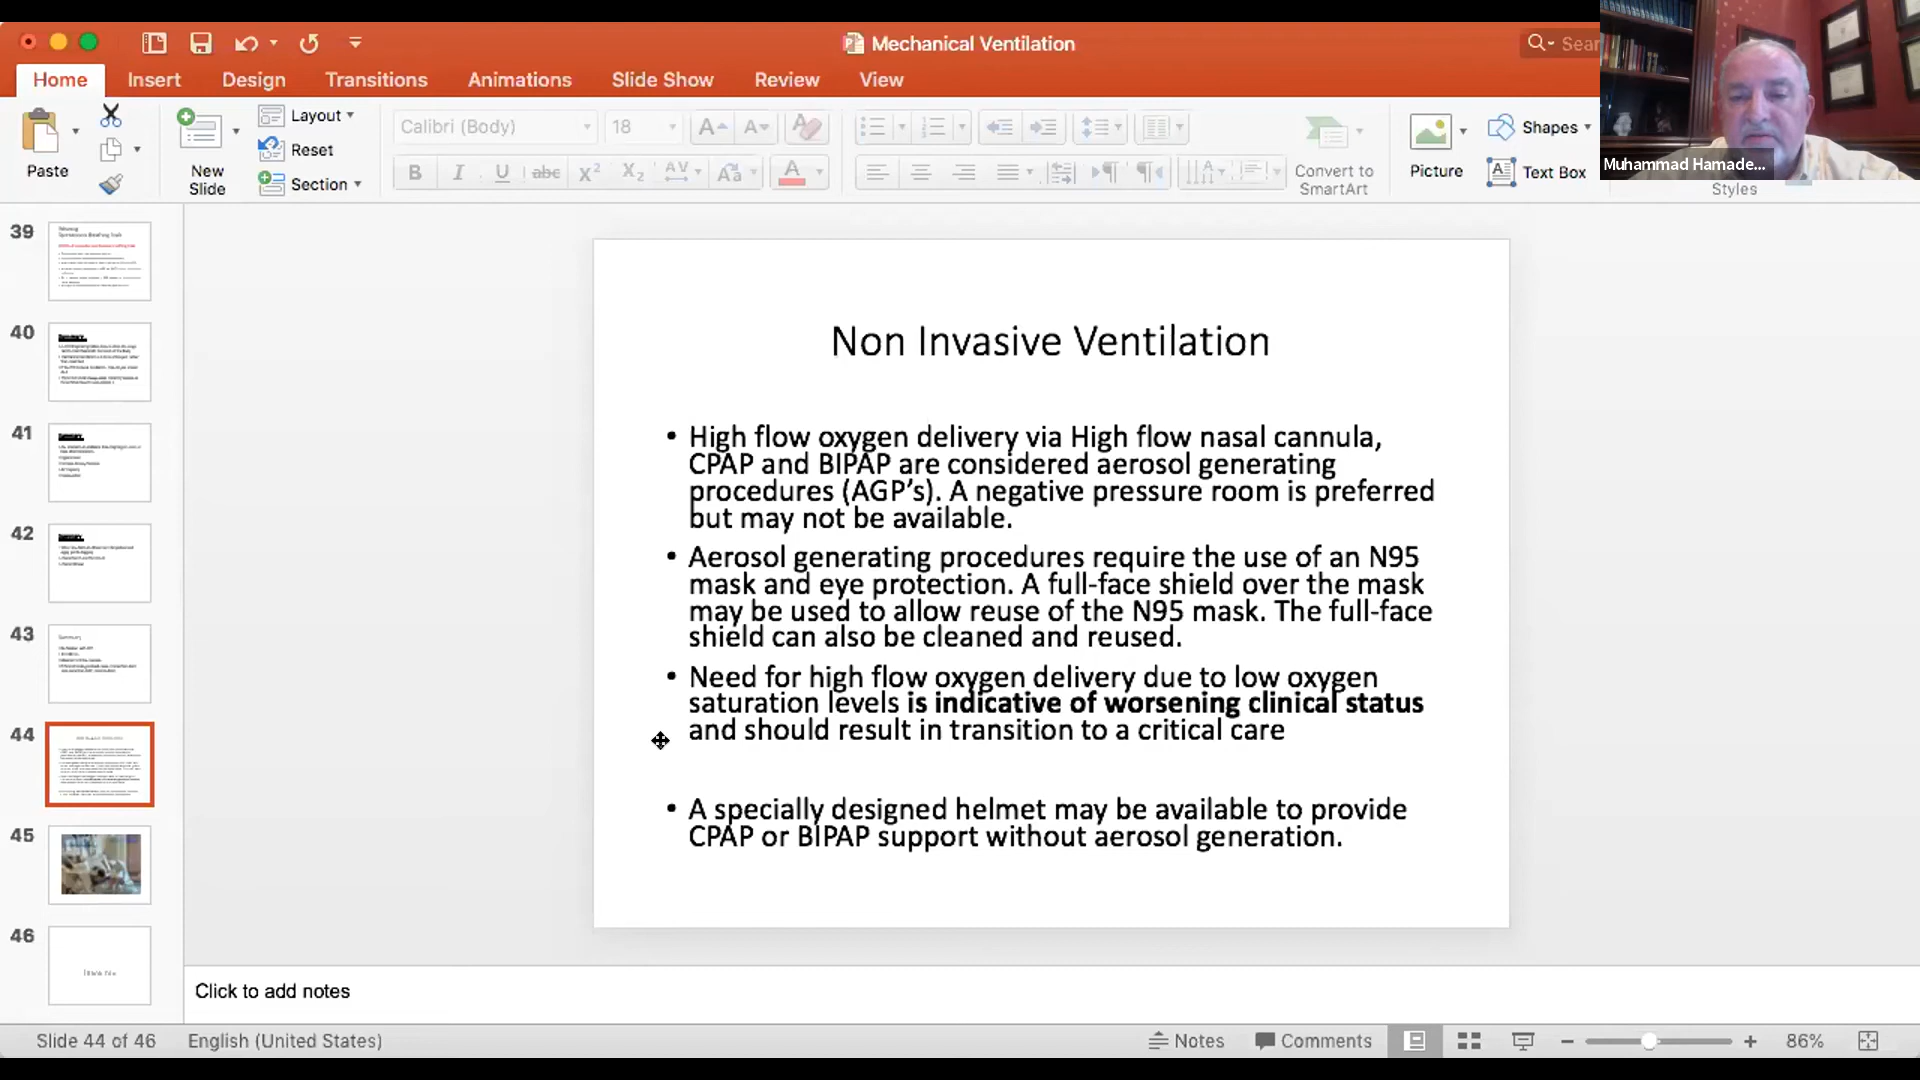 Mechanical Ventilation
Sear
Home Insert Design Transitions Animations Slide Show Review View
Paste
New
Slide
Layout
Reset
Section
Calibri (Body) 18
Convert to
SmartArt
Picture
Shapes
Text Box
Styles
Muhammad Hamade...
39
40
41
42
43
Summary
44
45
46
Non Invasive Ventilation
• High flow oxygen delivery via High flow nasal cannula,
CPAP and BIPAP are considered aerosol generating
procedures (AGP's). A negative pressure room is preferred
but may not be available.
• Aerosol generating procedures require the use of an N95
mask and eye protection. A full-face shield over the mask
may be used to allow reuse of the N95 mask. The full-face
shield can also be cleaned and reused.
• Need for high flow oxygen delivery due to low oxygen
saturation levels is indicative of worsening clinical status
and should result in transition to a critical care
• A specially designed helmet may be available to provide
CPAP or BIPAP support without aerosol generation.
Click to add notes
Slide 44 of 46 English (United States) Notes Comments 86%